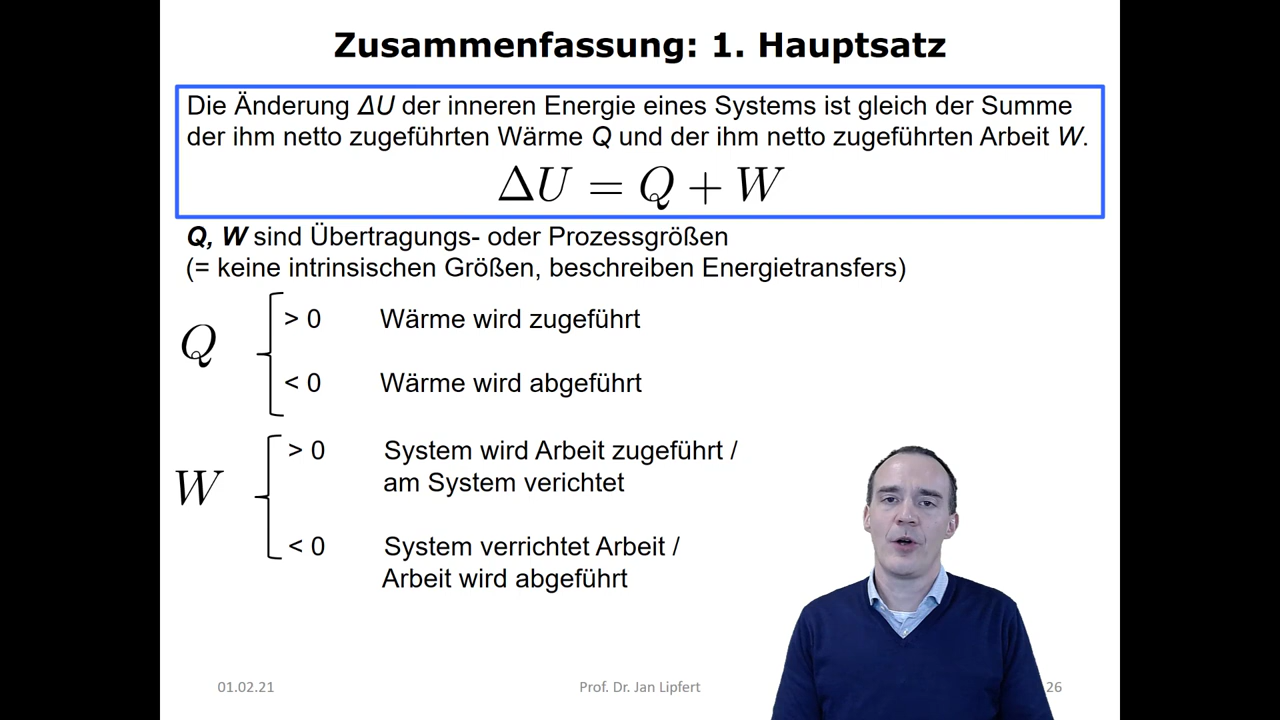 Zusammenfassung: 1. Hauptsatz
Die Änderung ΔU der inneren Energie eines Systems ist gleich der Summe
der ihm netto zugeführten Wärme Q und der ihm netto zugeführten Arbeit W.
ΔU = Q + W
Q, W sind Übertragungs- oder Prozessgrößen
(= keine intrinsischen Größen, beschreiben Energietransfers)
Q
> 0 Wärme wird zugeführt
< 0 Wärme wird abgeführt
W
> 0 System wird Arbeit zugeführt /
am System verichtet
< 0 System verrichtet Arbeit /
Arbeit wird abgeführt
01.02.21 Prof. Dr. Jan Lipfert 26